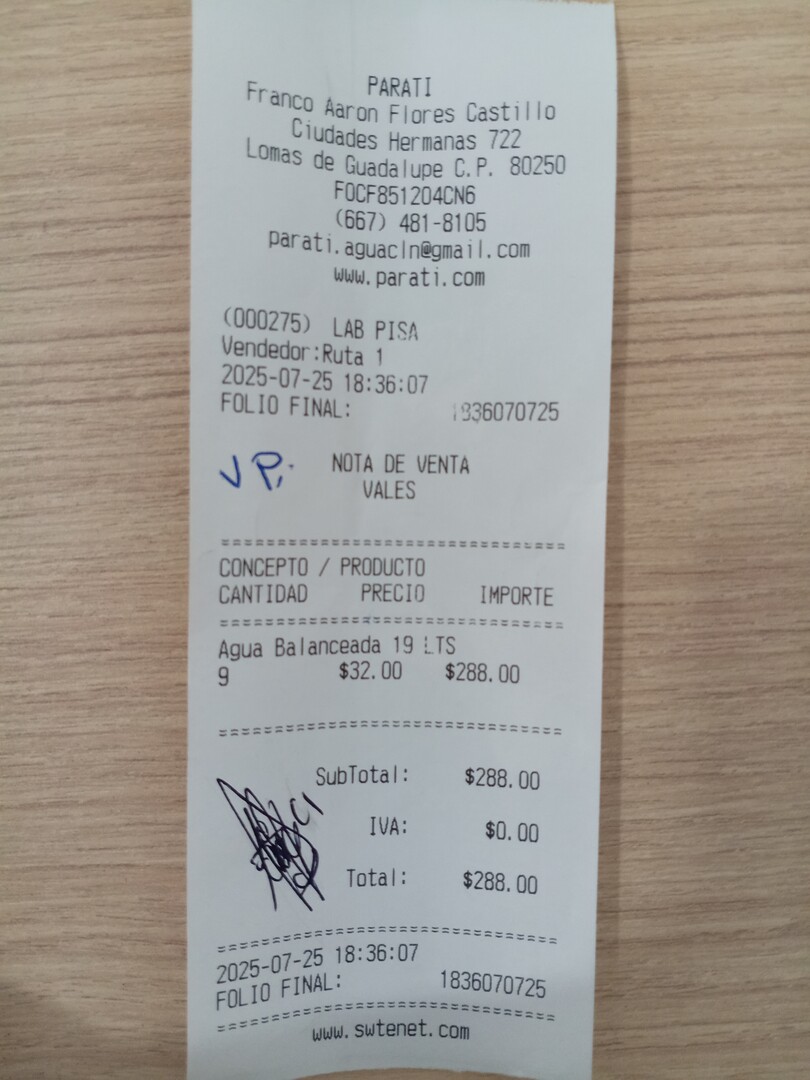 PARATI
Franco Aaron Flores Castillo
Ciudades Hermanas 722
Lomas de Guadalupe C.P. 80250
FOCF851204CN6
(667) 481-8105
parati.aguacln@gmail.com
www.parati.com
(000275) LAB PISA
Vendedor:Ruta 1
2025-07-25 18:36:07
FOLIO FINAL: 1836070725
NOTA DE VENTA
VALES
==========================================
CONCEPTO / PRODUCTO
CANTIDAD PRECIO IMPORTE
==========================================
Agua Balanceada 19 LTS
9 $32.00 $288.00
==========================================
SubTotal: $288.00
IVA: $0.00
Total: $288.00
==========================================
2025-07-25 18:36:07
FOLIO FINAL: 1836070725
==========================================
www.swtenet.com